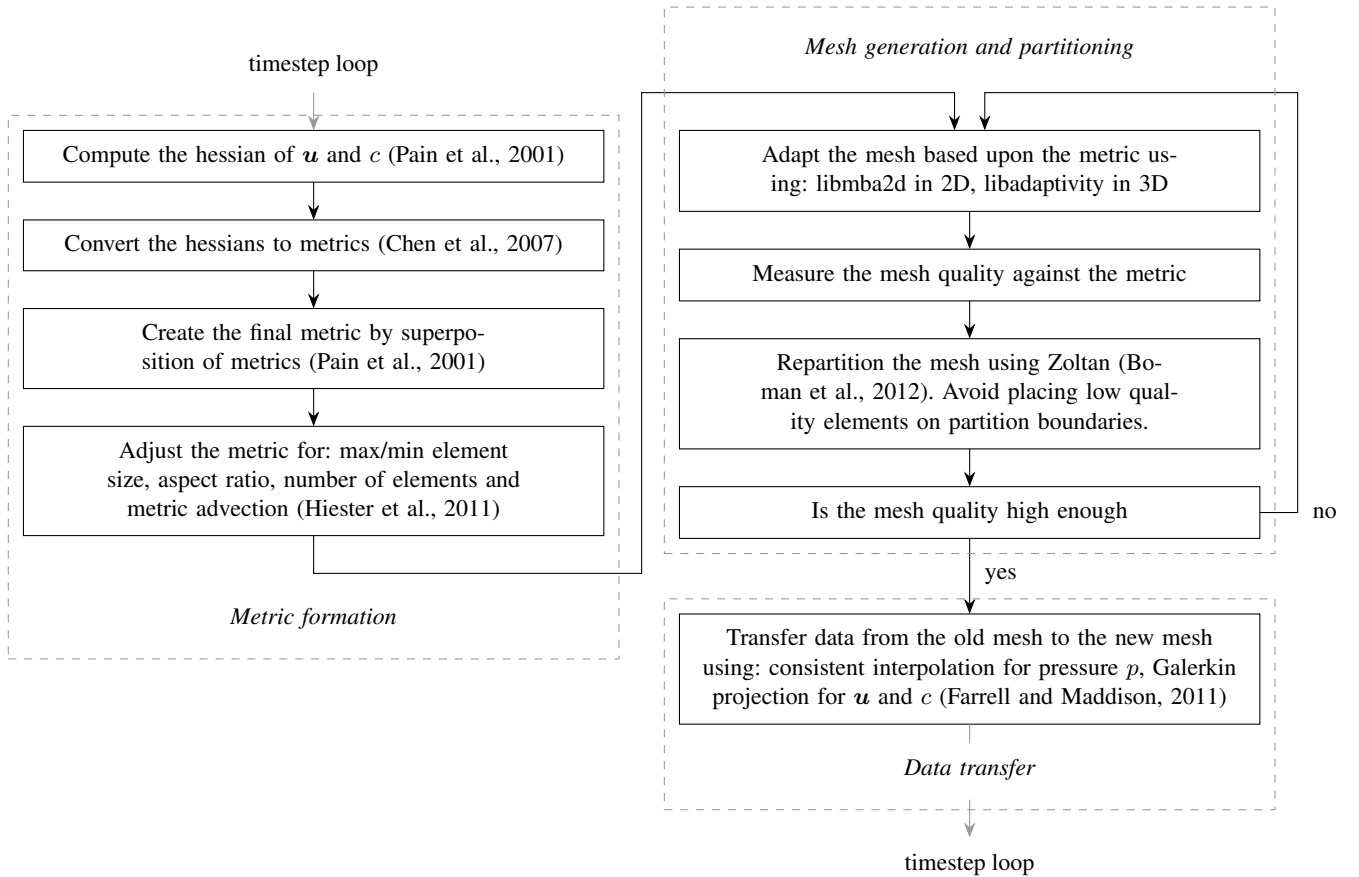 timestep loop
Compute the hessian of u and c (Pain et al., 2001)
Convert the hessians to metrics (Chen et al., 2007)
Create the final metric by superpo-
sition of metrics (Pain et al., 2001)
Adjust the metric for: max/min element
size, aspect ratio, number of elements and
metric advection (Hiester et al., 2011)
Metric formation
Mesh generation and partitioning
Adapt the mesh based upon the metric us-
ing: libmba2d in 2D, libadaptivity in 3D
Measure the mesh quality against the metric
Repartition the mesh using Zoltan (Bo-
man et al., 2012). Avoid placing low qual-
ity elements on partition boundaries.
Is the mesh quality high enough
no
yes
Transfer data from the old mesh to the new mesh
using: consistent interpolation for pressure p, Galerkin
projection for u and c (Farrell and Maddison, 2011)
Data transfer
timestep loop